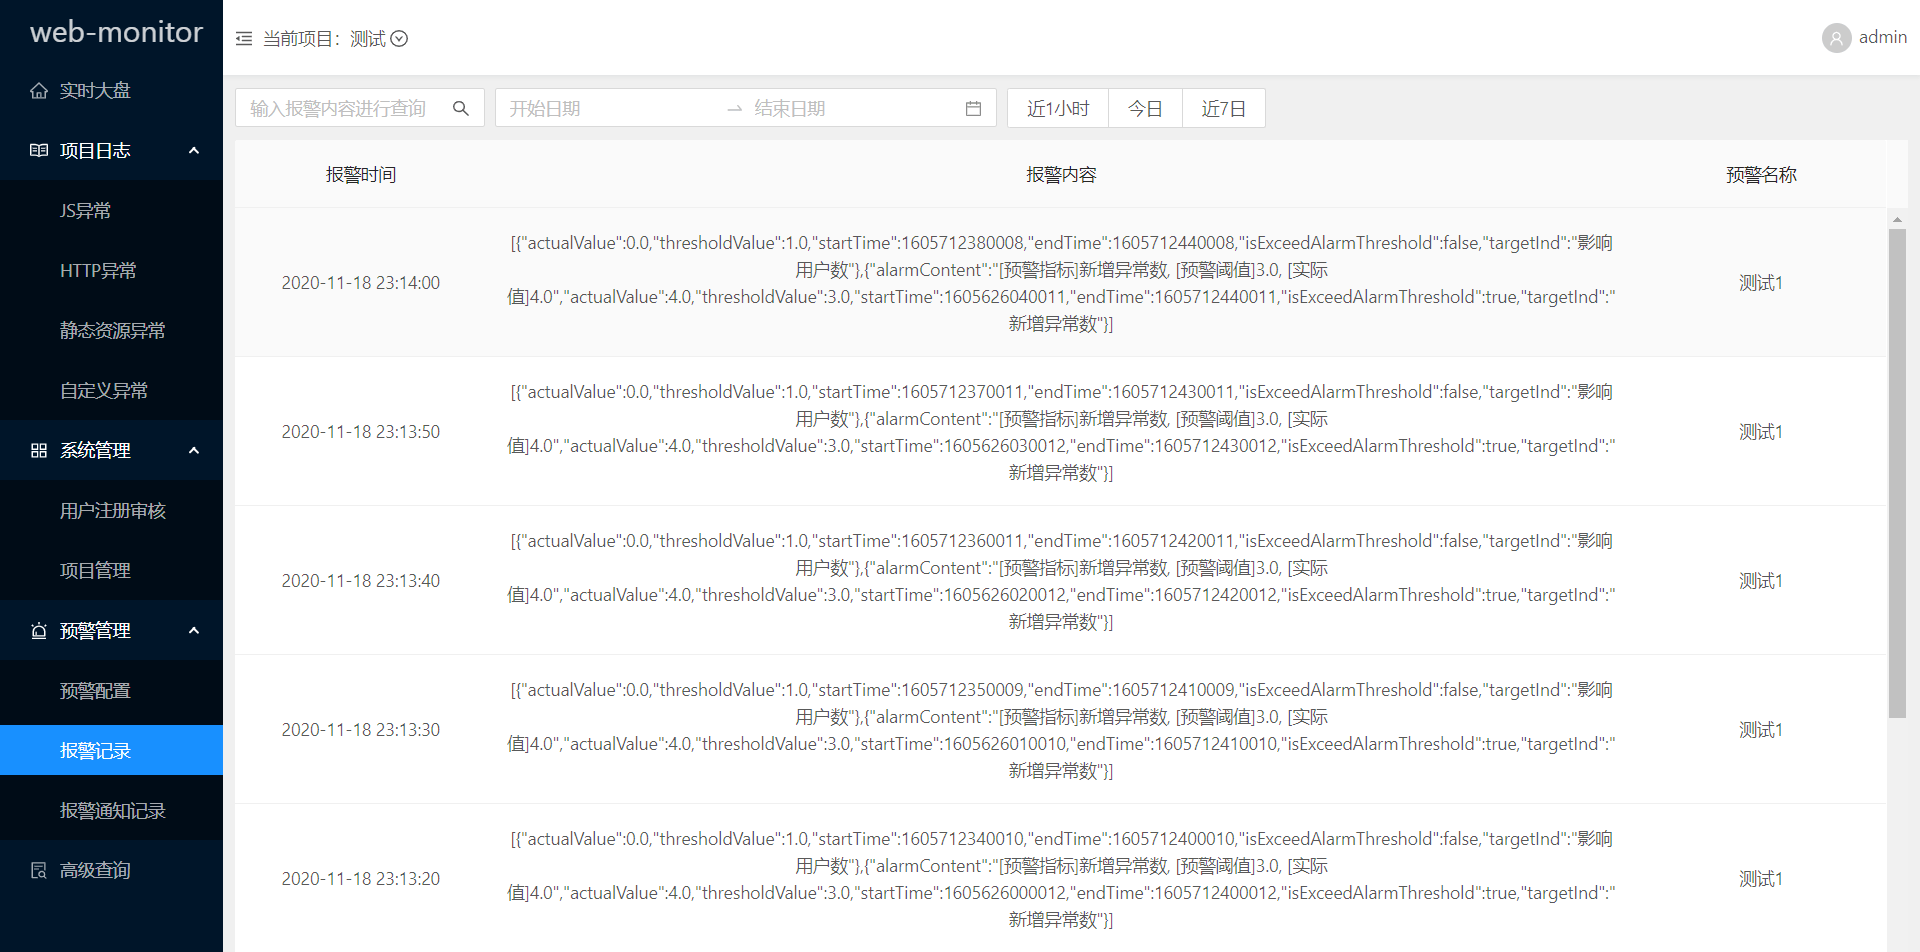 web-monitor
实时大盘
项目日志
JS异常
HTTP异常
静态资源异常
自定义异常
系统管理
用户注册审核
项目管理
预警管理
预警配置
报警记录
报警通知记录
高级查询
当前项目：测试
admin
输入报警内容进行查询
开始日期
结束日期
近1小时
今日
近7日
报警时间
报警内容
预警名称
2020-11-18 23:14:00
[{"actualValue":0.0,"thresholdValue":1.0,"startTime":1605712380008,"endTime":1605712440008,"isExceedAlarmThreshold":false,"targetInd":"影响
用户数"},{"alarmContent":"[预警指标]新增异常数, [预警阈值]3.0, [实际
值]4.0","actualValue":4.0,"thresholdValue":3.0,"startTime":1605626040011,"endTime":1605712440011,"isExceedAlarmThreshold":true,"targetInd":"
新增异常数"}]
测试1
2020-11-18 23:13:50
[{"actualValue":0.0,"thresholdValue":1.0,"startTime":1605712370011,"endTime":1605712430011,"isExceedAlarmThreshold":false,"targetInd":"影响
用户数"},{"alarmContent":"[预警指标]新增异常数, [预警阈值]3.0, [实际
值]4.0","actualValue":4.0,"thresholdValue":3.0,"startTime":1605626030012,"endTime":1605712430012,"isExceedAlarmThreshold":true,"targetInd":"
新增异常数"}]
测试1
2020-11-18 23:13:40
[{"actualValue":0.0,"thresholdValue":1.0,"startTime":1605712360011,"endTime":1605712420011,"isExceedAlarmThreshold":false,"targetInd":"影响
用户数"},{"alarmContent":"[预警指标]新增异常数, [预警阈值]3.0, [实际
值]4.0","actualValue":4.0,"thresholdValue":3.0,"startTime":1605626020012,"endTime":1605712420012,"isExceedAlarmThreshold":true,"targetInd":"
新增异常数"}]
测试1
2020-11-18 23:13:30
[{"actualValue":0.0,"thresholdValue":1.0,"startTime":1605712350009,"endTime":1605712410009,"isExceedAlarmThreshold":false,"targetInd":"影响
用户数"},{"alarmContent":"[预警指标]新增异常数, [预警阈值]3.0, [实际
值]4.0","actualValue":4.0,"thresholdValue":3.0,"startTime":1605626010010,"endTime":1605712410010,"isExceedAlarmThreshold":true,"targetInd":"
新增异常数"}]
测试1
2020-11-18 23:13:20
[{"actualValue":0.0,"thresholdValue":1.0,"startTime":1605712340010,"endTime":1605712400010,"isExceedAlarmThreshold":false,"targetInd":"影响
用户数"},{"alarmContent":"[预警指标]新增异常数, [预警阈值]3.0, [实际
值]4.0","actualValue":4.0,"thresholdValue":3.0,"startTime":1605626000012,"endTime":1605712400012,"isExceedAlarmThreshold":true,"targetInd":"
新增异常数"}]
测试1